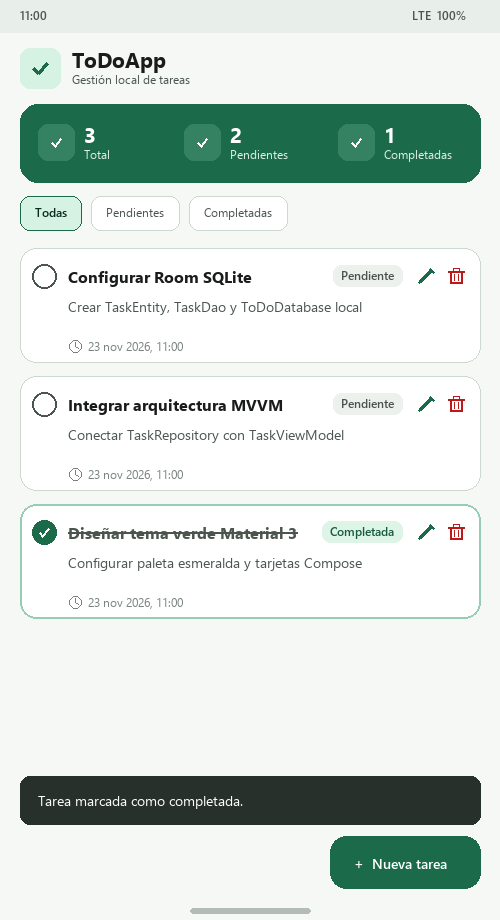 11:00
LTE 100%
ToDoApp
Gestión local de tareas
3
Total
2
Pendientes
1
Completadas
Todas
Pendientes
Completadas
Configurar Room SQLite
Pendiente
Crear TaskEntity, TaskDao y ToDoDatabase local
23 nov 2026, 11:00
Integrar arquitectura MVVM
Pendiente
Conectar TaskRepository con TaskViewModel
23 nov 2026, 11:00
Diseñar tema verde Material 3
Completada
Configurar paleta esmeralda y tarjetas Compose
23 nov 2026, 11:00
Tarea marcada como completada.
+ Nueva tarea